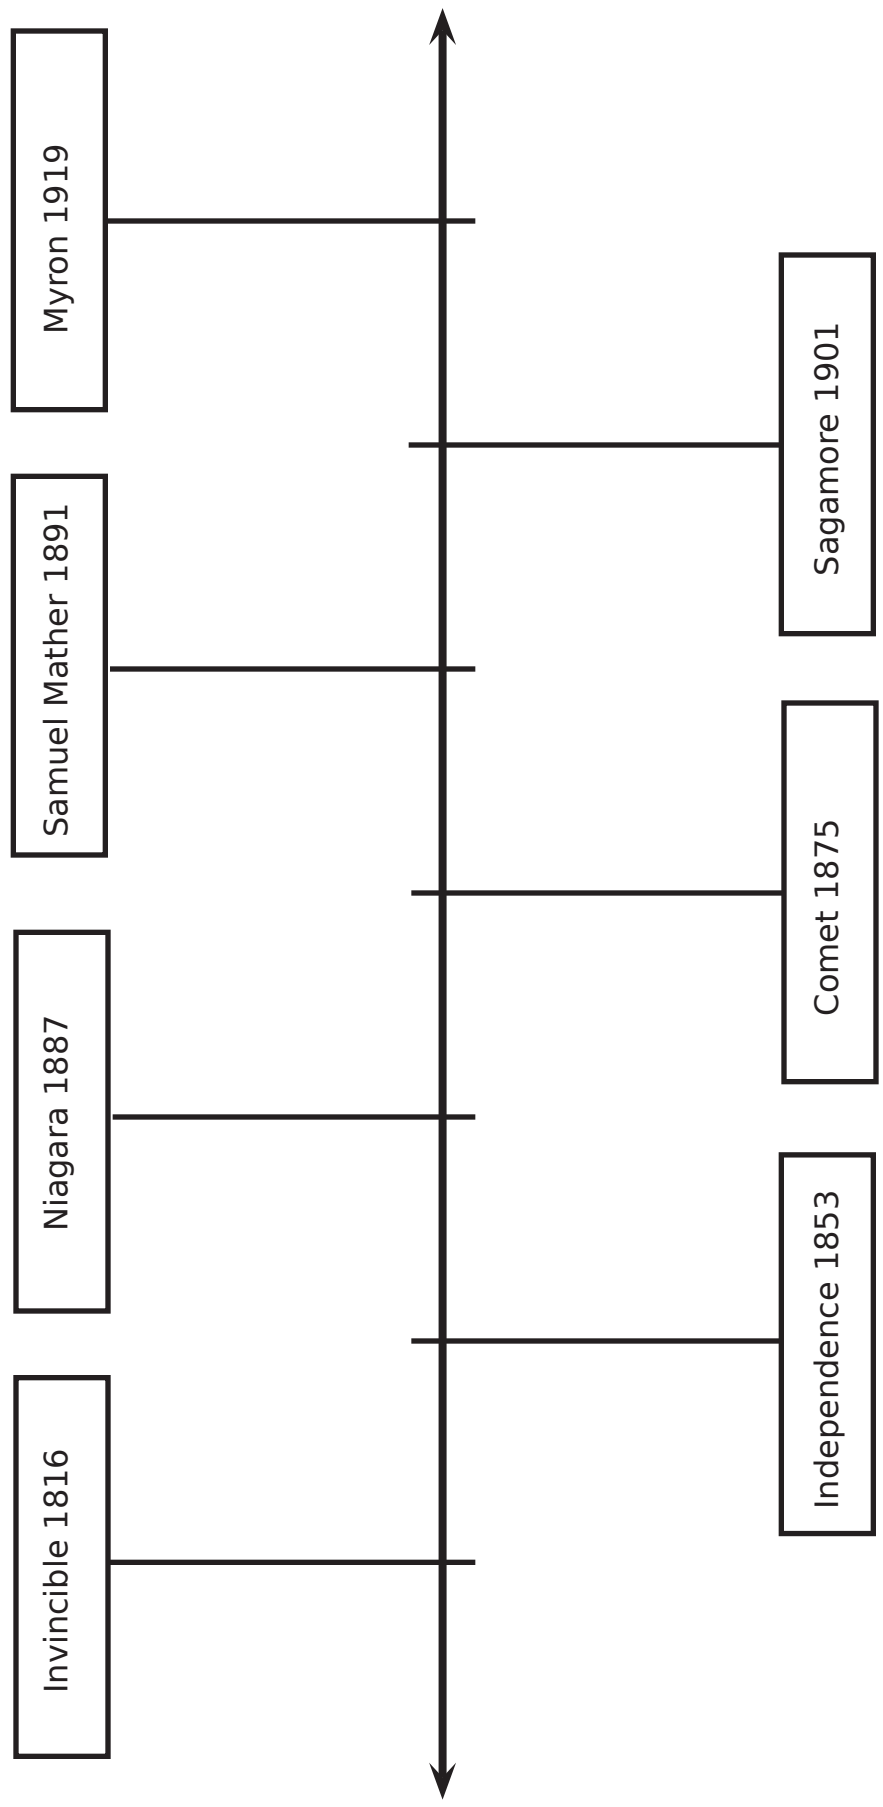 Invincible 1816
Independence 1853
Niagara 1887
Comet 1875
Samuel Mather 1891
Sagamore 1901
Myron 1919